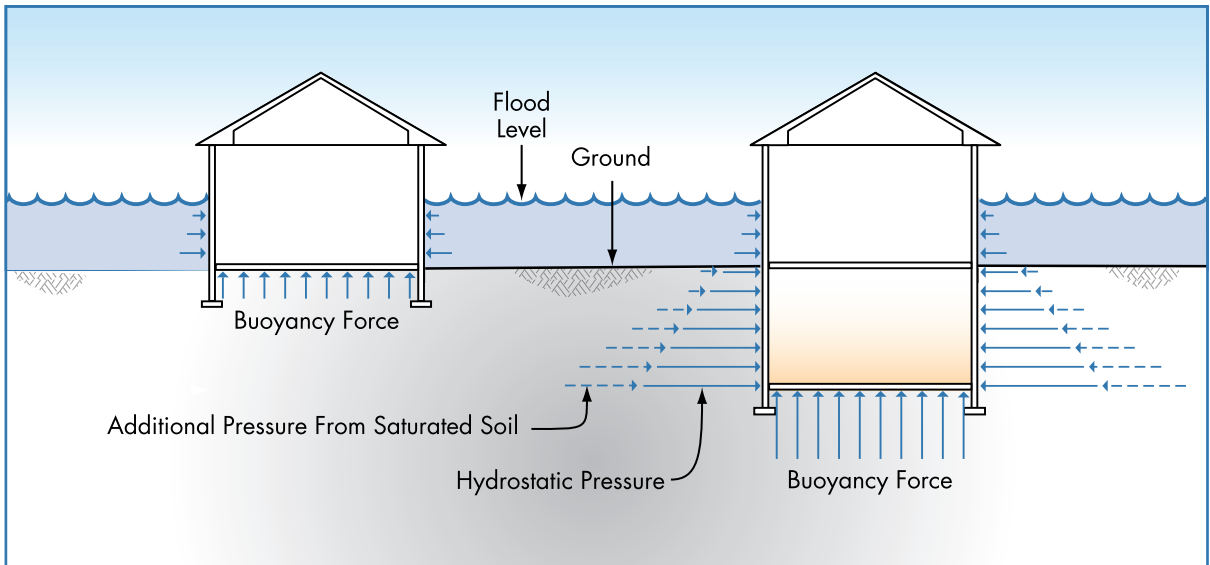 Flood
Level
Ground
Buoyancy Force
Additional Pressure From Saturated Soil
Hydrostatic Pressure
Buoyancy Force